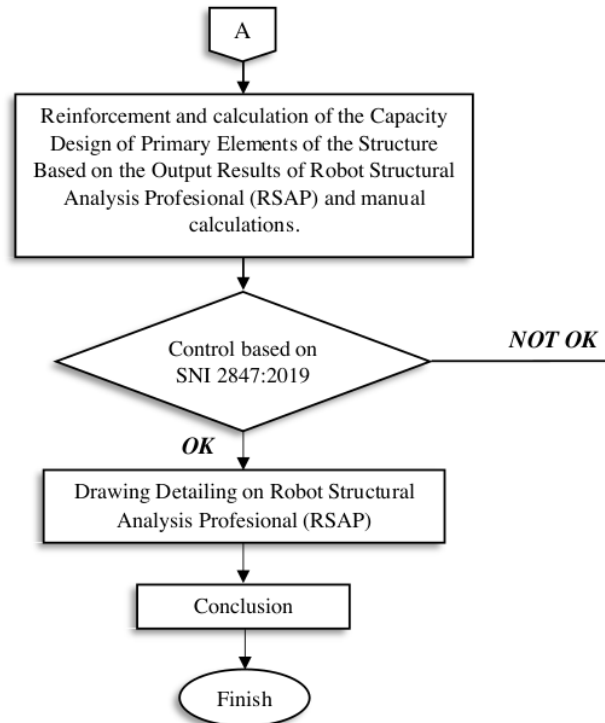 A
Reinforcement and calculation of the Capacity
Design of Primary Elements of the Structure
Based on the Output Results of Robot Structural
Analysis Profesional (RSAP) and manual
calculations.
Control based on
SNI 2847:2019
NOT OK
OK
Drawing Detailing on Robot Structural
Analysis Profesional (RSAP)
Conclusion
Finish